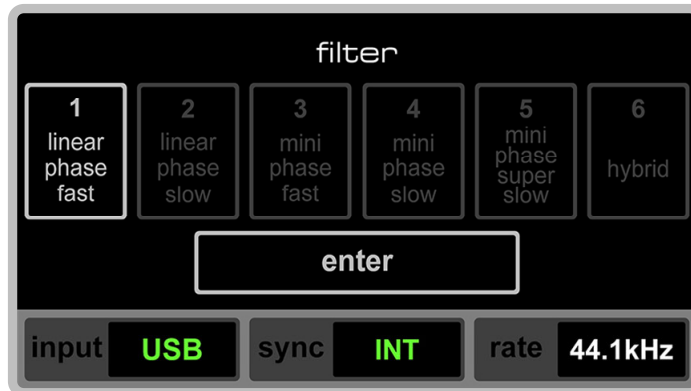 filter
1
linear
phase
fast
2
linear
phase
slow
3
mini
phase
fast
4
mini
phase
slow
5
mini
phase
super
slow
6
hybrid
enter
input USB sync INT rate 44.1kHz